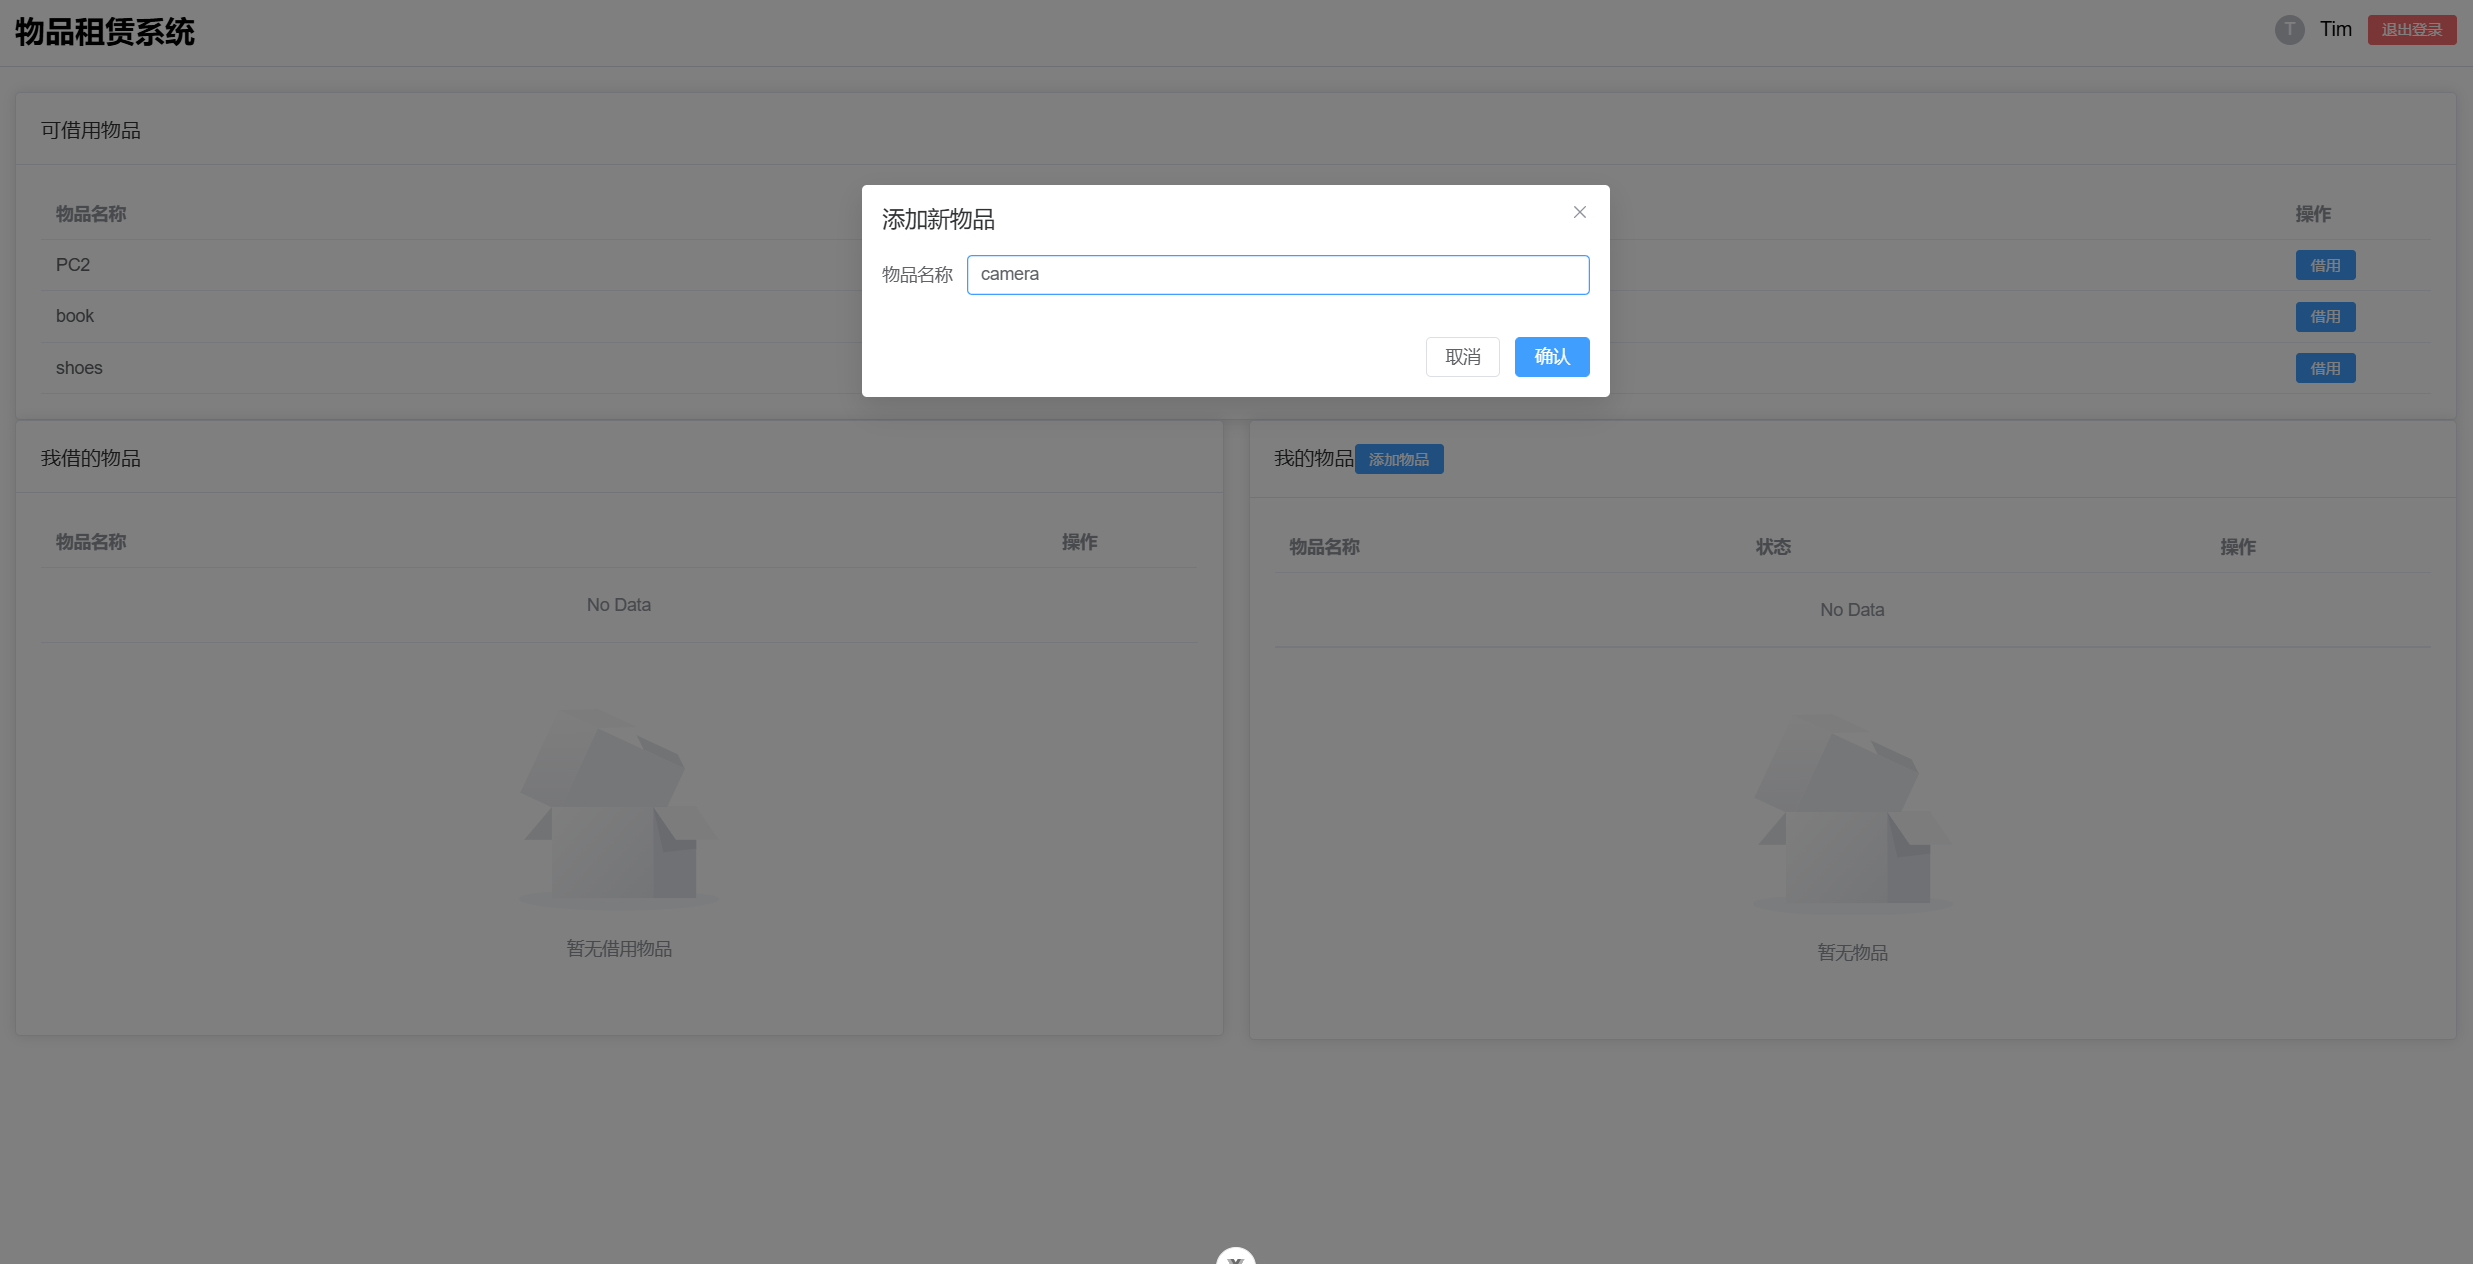 物品租赁系统
T Tim 退出登录
可借用物品
物品名称 操作
PC2 借用
book 借用
shoes 借用
添加新物品
物品名称 camera
取消 确认
我借的物品
物品名称 操作
No Data
暂无借用物品
我的物品 添加物品
物品名称 状态 操作
No Data
暂无物品